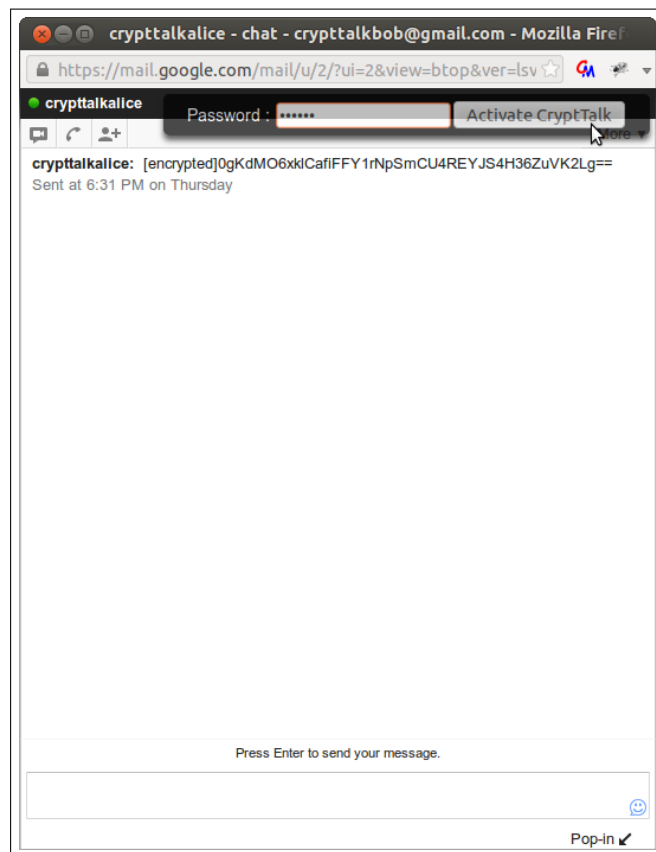 crypttalkalice - chat - crypttalkbob@gmail.com - Mozilla Firef
https://mail.google.com/mail/u/2/?ui=2&view=btop&ver=lsv
crypttalkalice
Password : •••••• Activate CryptTalk
More
crypttalkalice: [encrypted]0gKdMO6xklCafiFFY1rNpSmCU4REYJS4H36ZuVK2Lg==
Sent at 6:31 PM on Thursday
Press Enter to send your message.
Pop-in